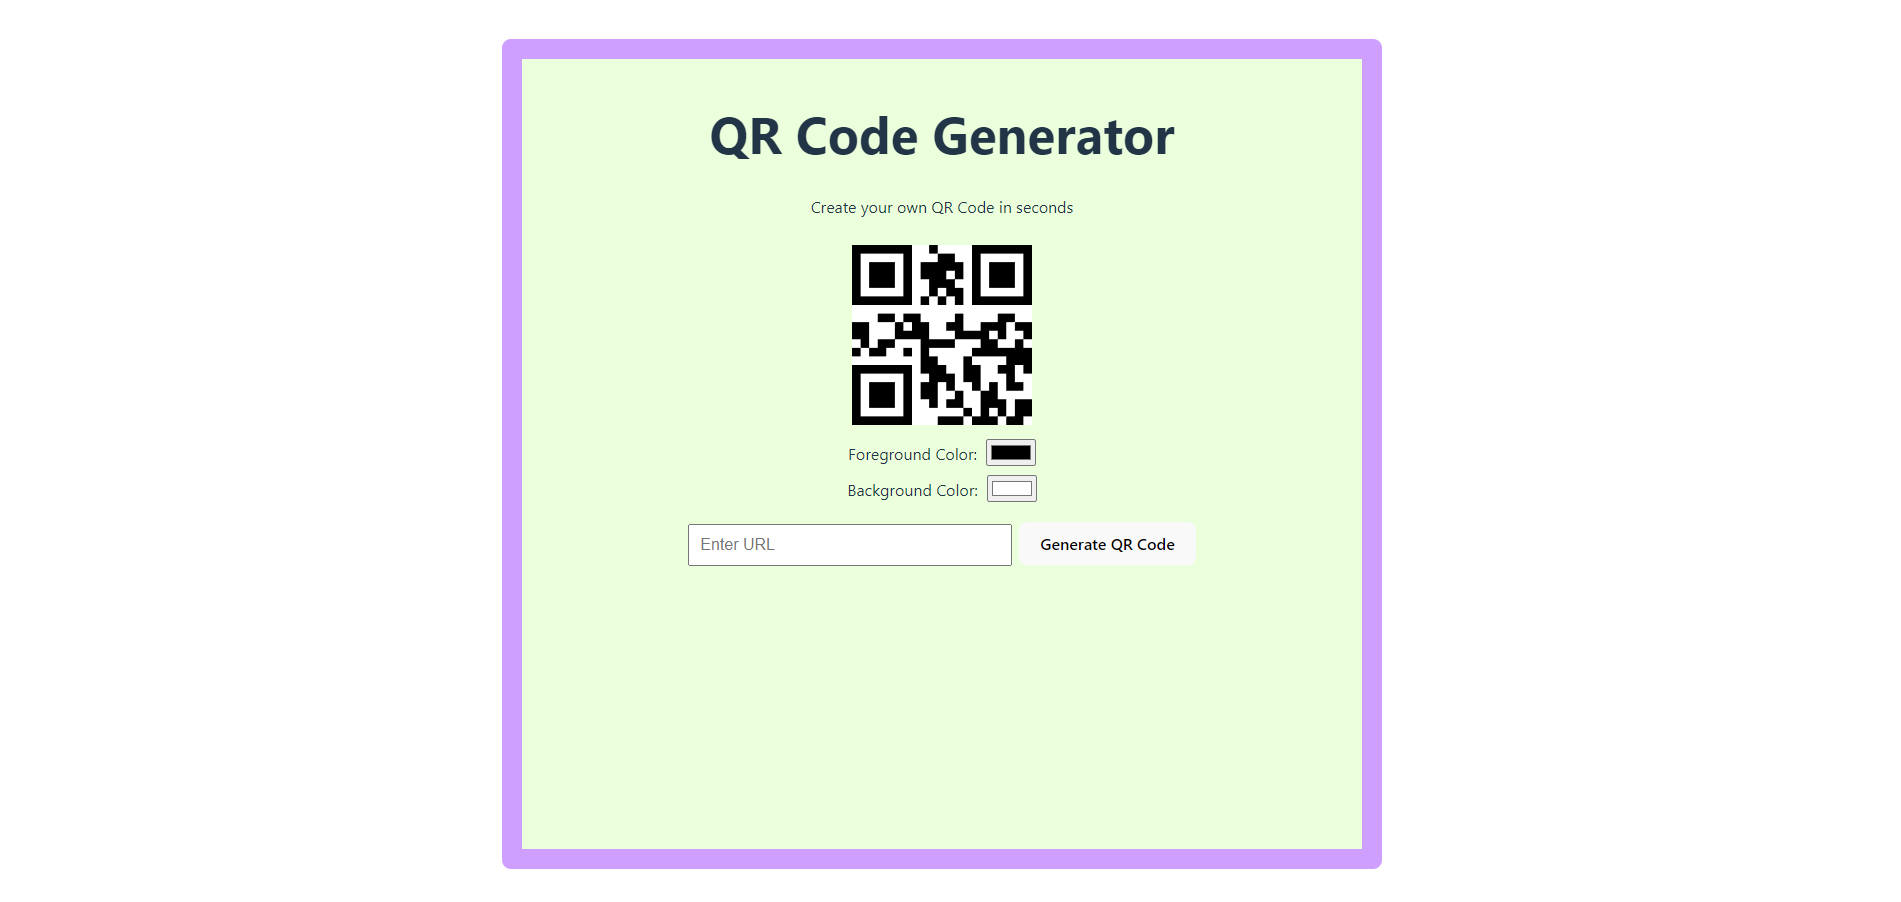 QR Code Generator
Create your own QR Code in seconds
Foreground Color:
Background Color:
Enter URL
Generate QR Code